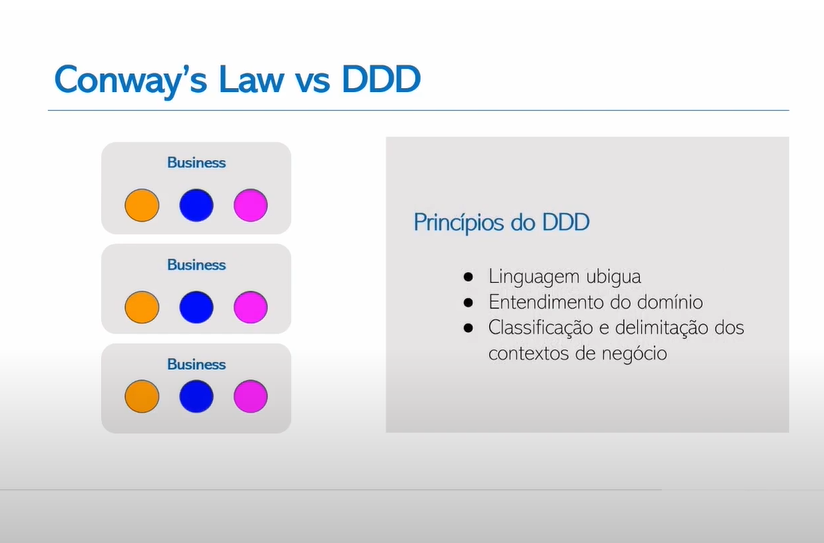 Conway's Law vs DDD
Business
Business
Business
Princípios do DDD
● Linguagem ubigua
● Entendimento do domínio
● Classificação e delimitação dos
contextos de negócio